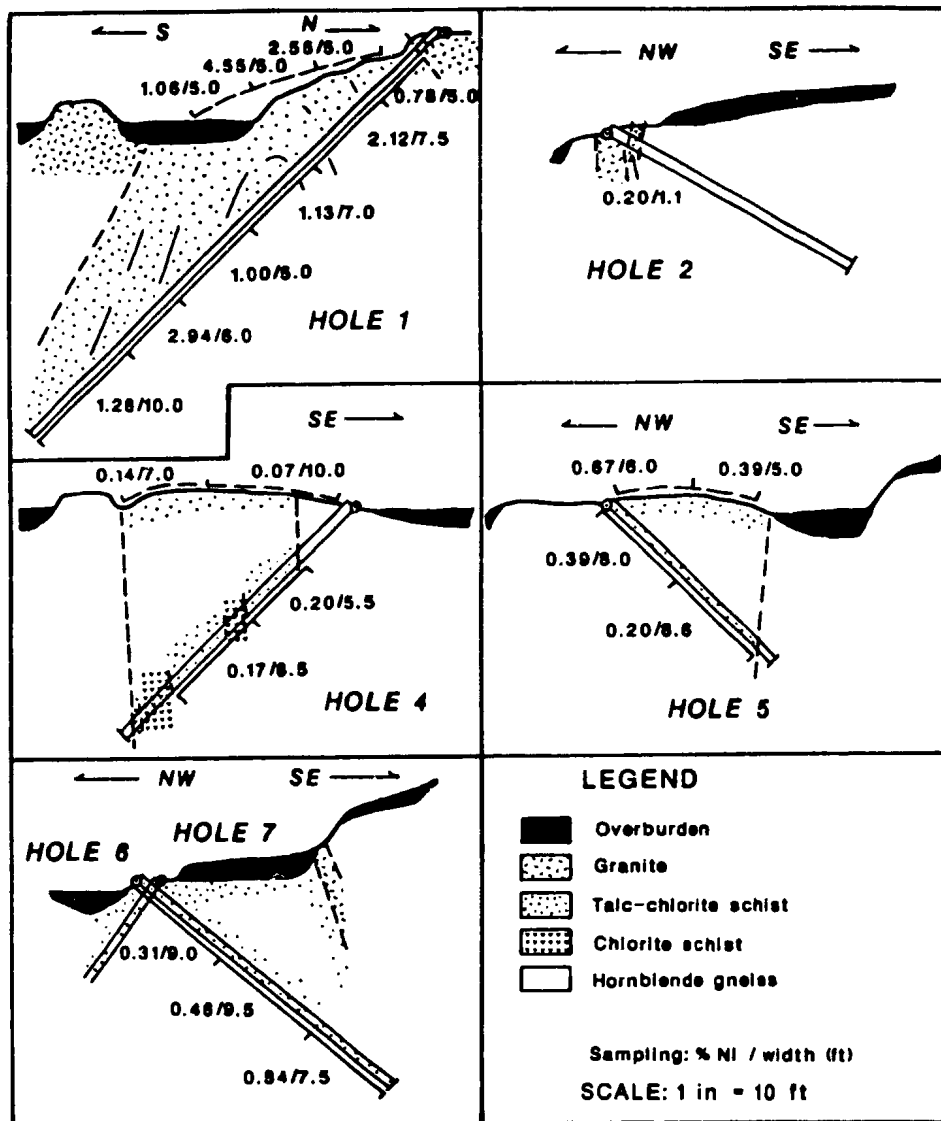 S N
2.56/5.0
4.55/5.0
1.06/5.0
0.78/5.0
2.12/7.5
1.13/7.0
1.00/5.0
2.94/6.0
1.28/10.0
HOLE 1
NW SE
0.20/1.1
HOLE 2
SE
0.14/7.0 0.07/10.0
0.20/5.5
0.17/6.5
HOLE 4
NW SE
0.67/6.0 0.39/5.0
0.39/8.0
0.20/6.6
HOLE 5
NW SE
HOLE 6 HOLE 7
0.31/9.0
0.46/9.5
0.84/7.5
LEGEND
Overburden
Granite
Talc-chlorite schist
Chlorite schist
Hornblende gneiss
Sampling: % NI / width (ft)
SCALE: 1 in = 10 ft